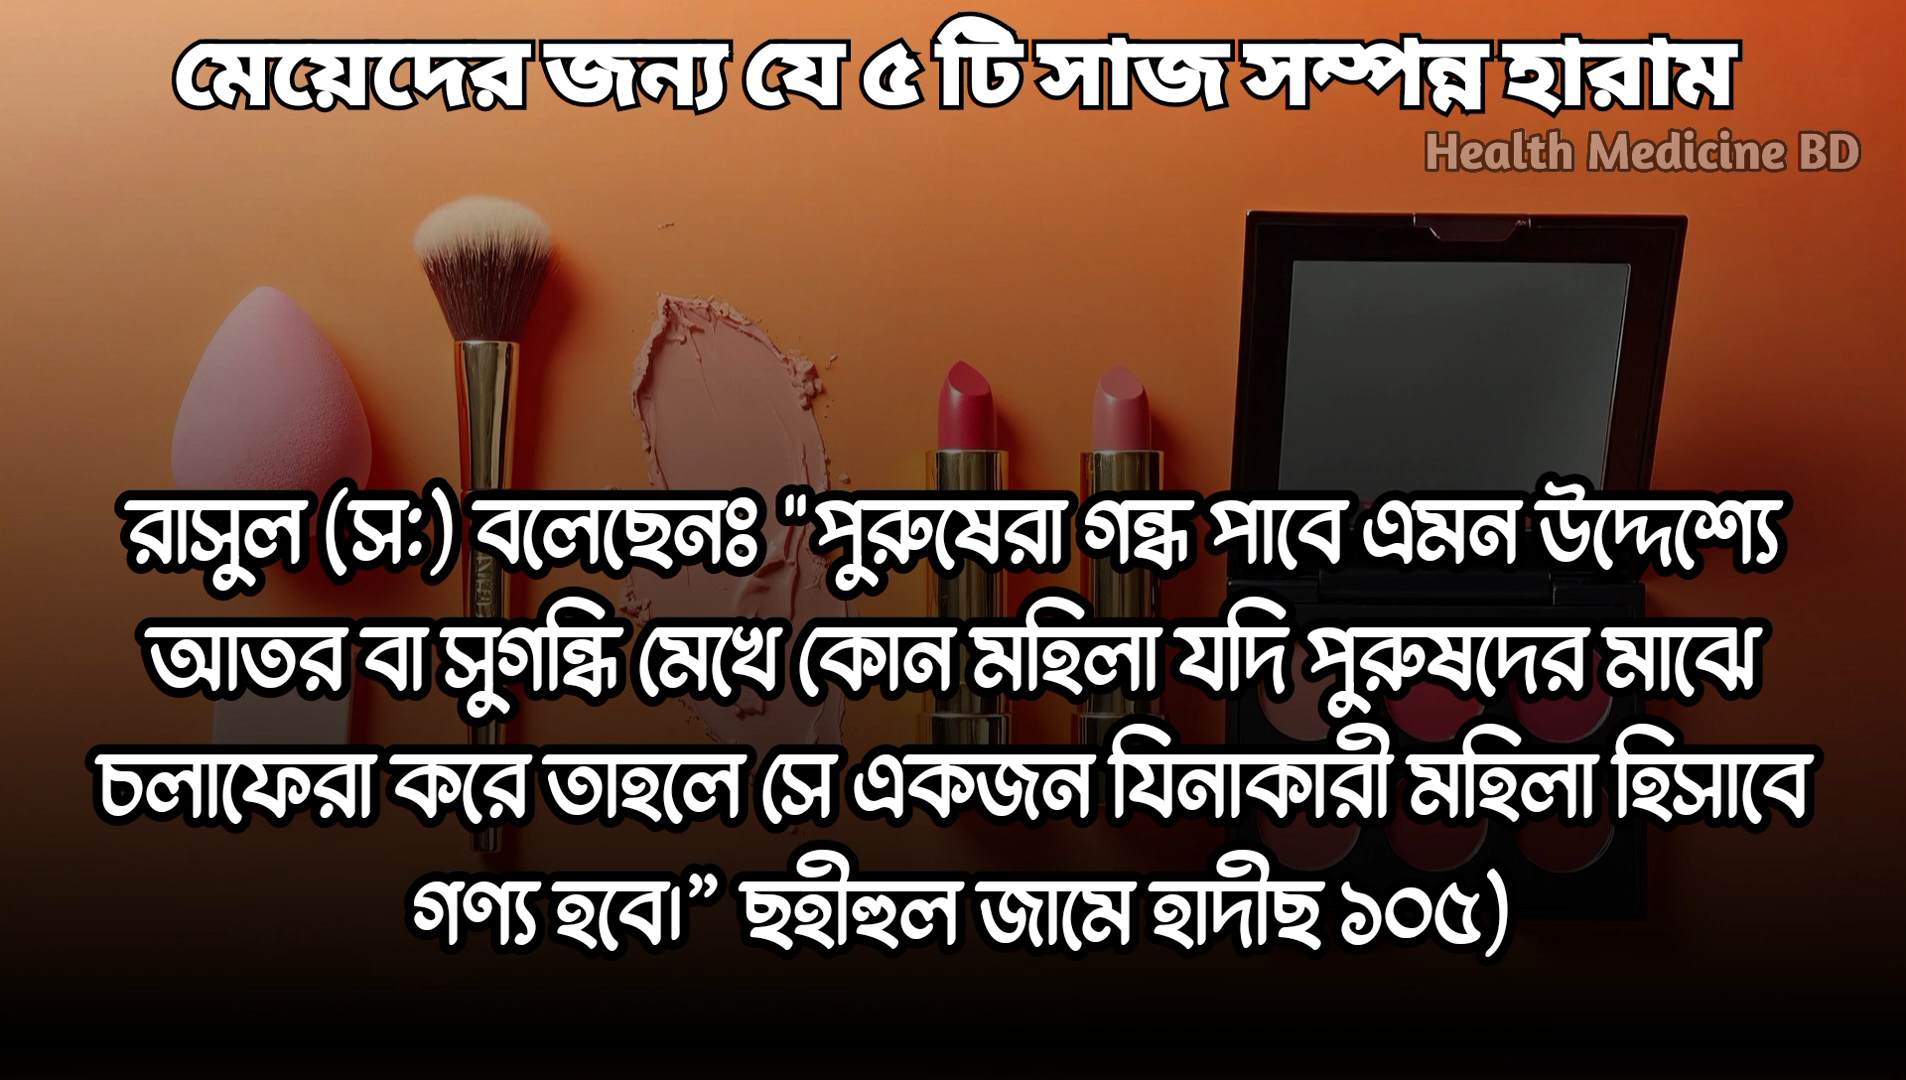 মেয়েদের জন্য যে ৫ টি সাজ সম্পন্ন হারাম
Health Medicine BD
রাসুল (স:) বলেছেনঃ "পুরুষেরা গন্ধ পাবে এমন উদ্দেশ্যে
আতর বা সুগন্ধি মেখে কোন মহিলা যদি পুরুষদের মাঝে
চলাফেরা করে তাহলে সে একজন যিনাকারী মহিলা হিসাবে
গণ্য হবে।” ছহীহুল জামে হাদীছ ১০৫)